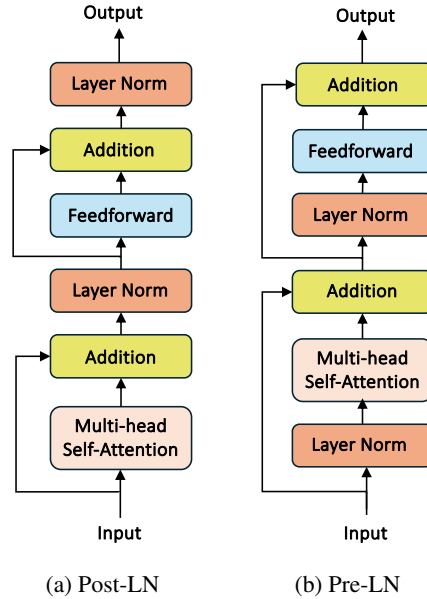 Output
Layer Norm
Addition
Feedforward
Layer Norm
Addition
Multi-head
Self-Attention
Input
(a) Post-LN
Output
Addition
Feedforward
Layer Norm
Addition
Multi-head
Self-Attention
Layer Norm
Input
(b) Pre-LN